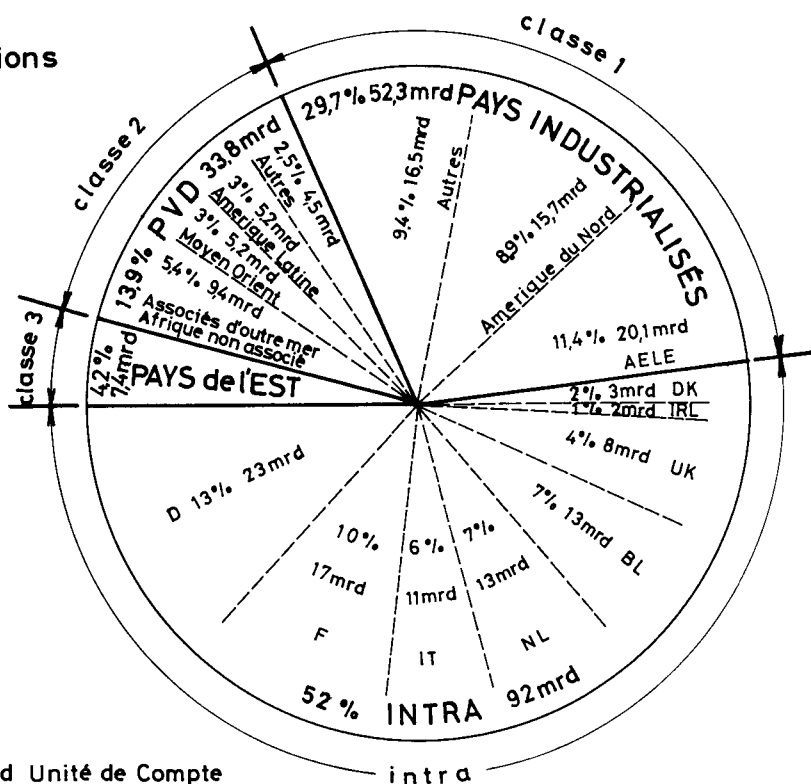 ions
classe 1
classe 2
classe 3
29,7% 52,3mrd PAYS INDUSTRIALISÉS
9,4% 16,5mrd
Autres
8,9% 15,7mrd
Amerique du Nord
11,4% 20,1mrd
AELE
13,9% PVD 33,8mrd
2,5% 4,5mrd
Autres
3% 52mrd
Amerique Latine
3% 5,2mrd
Moyen Orient
5,4% 9,4mrd
Associés d'outre mer
Afrique non associé
4,2%
7,4mrd
PAYS de l'EST
2% 3mrd DK
1% 2mrd IRL
4% 8mrd UK
7% 13mrd BL
7%
13mrd
NL
6%
11mrd
IT
10%
17mrd
F
D 13% 23mrd
52% INTRA 92mrd
intra
d Unité de Compte